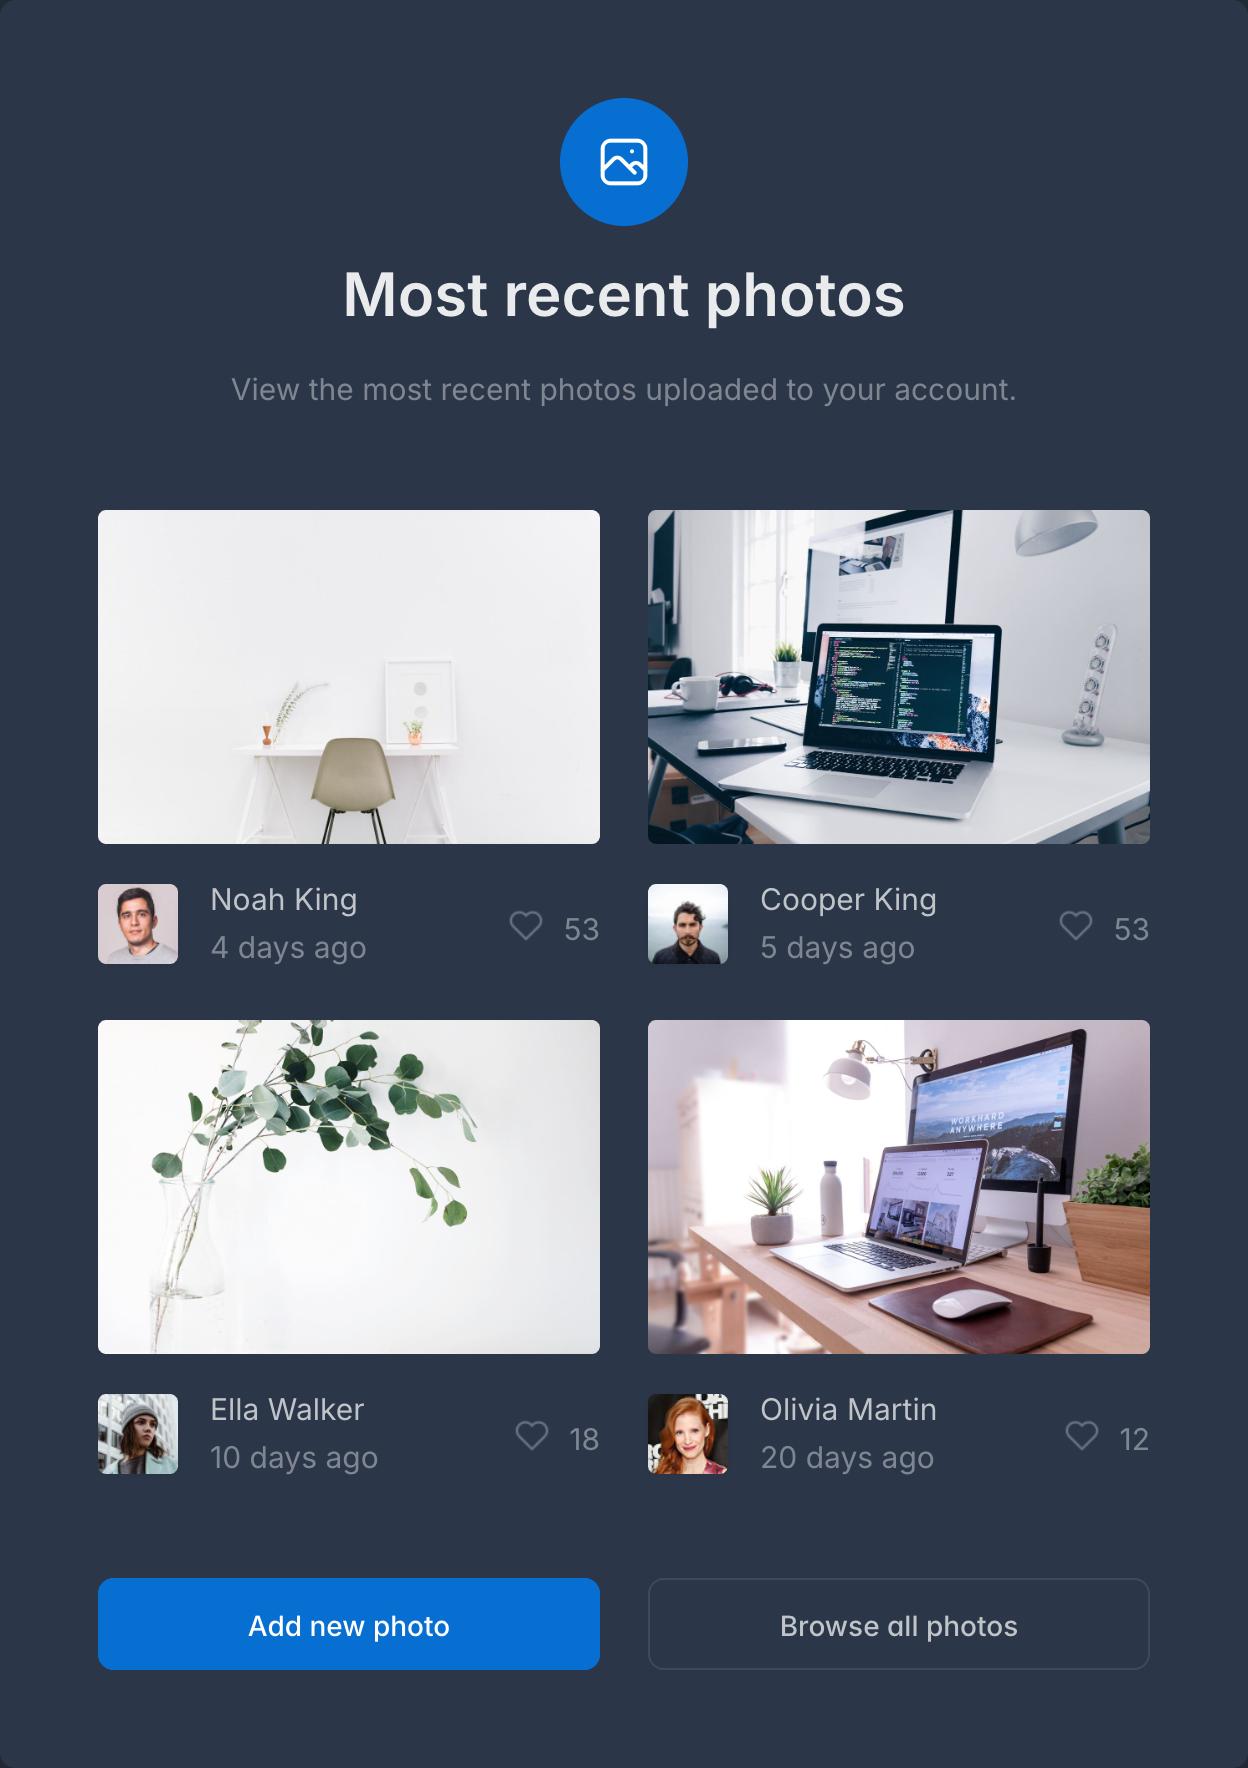 Most recent photos
View the most recent photos uploaded to your account.
WORKHARD
ANYWHERE
Noah King
4 days ago
53
Cooper King
5 days ago
53
Ella Walker
10 days ago
18
Olivia Martin
20 days ago
12
Add new photo
Browse all photos